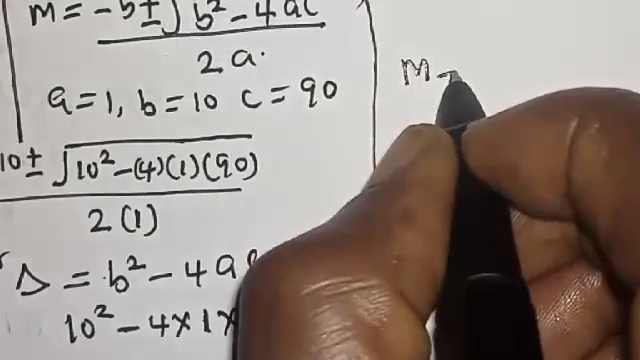 m = -b ± √b² - 4ac
2a.
a = 1, b = 10 c = 90
10 ± √10² - (4)(1)(90)
2(1)
Δ = b² - 4a
10² - 4 × 1 ×
M